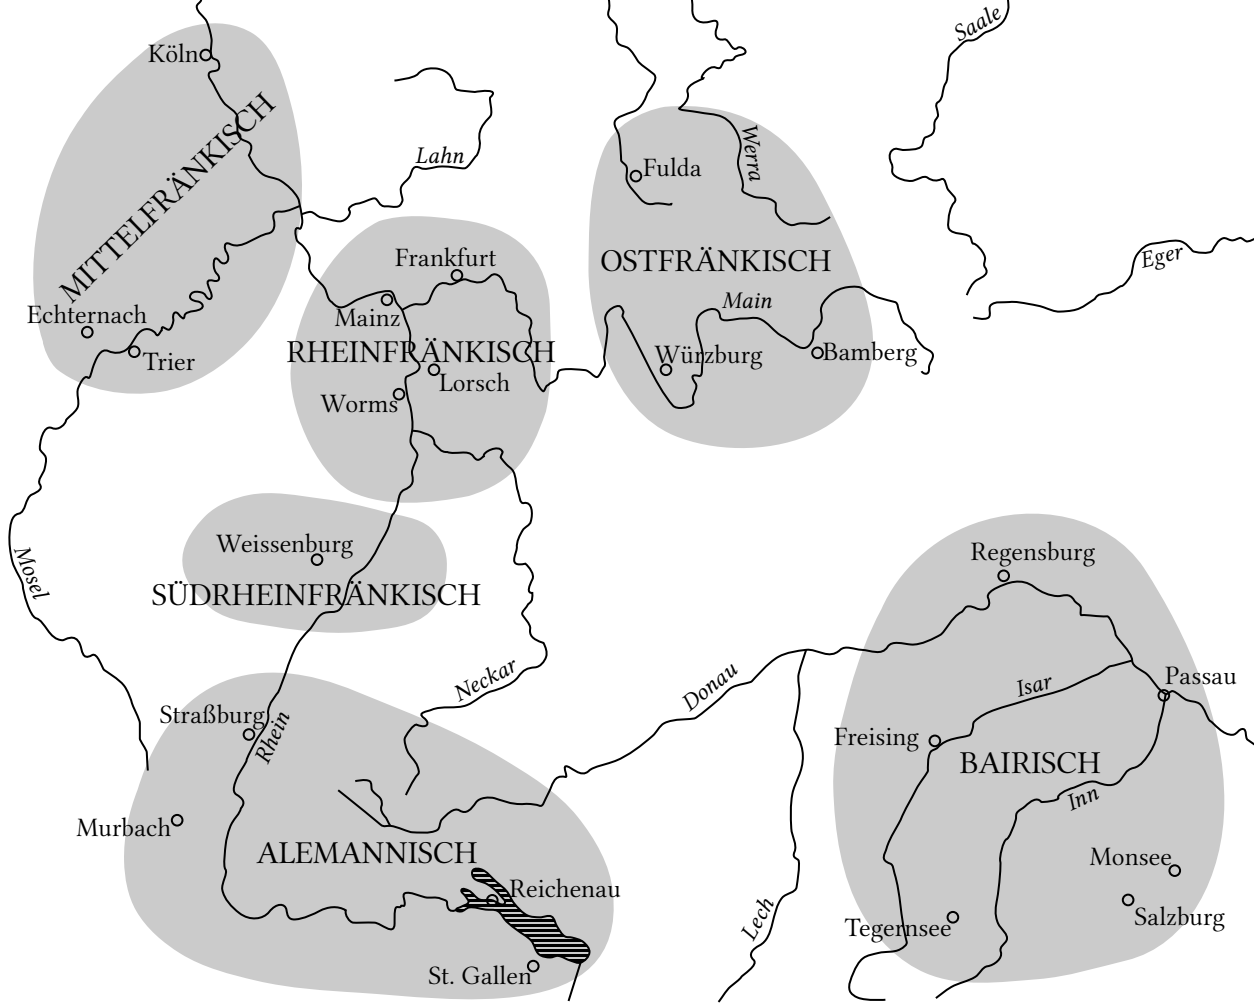 Saale
Köln
MITTELFRÄNKISCH
Lahn
Werra
Fulda
OSTFRÄNKISCH
Frankfurt
Eger
Main
Echternach
Mainz
RHEINFRÄNKISCH
Trier
Würzburg
Bamberg
Lorsch
Worms
Weissenburg
Regensburg
Mosel
SÜDRHEINFRÄNKISCH
Neckar
Donau
Isar
Passau
Straßburg
Rhein
Freising
BAIRISCH
Inn
Murbach
ALEMANNISCH
Monsee
Reichenau
Lech
Salzburg
Tegernsee
St. Gallen